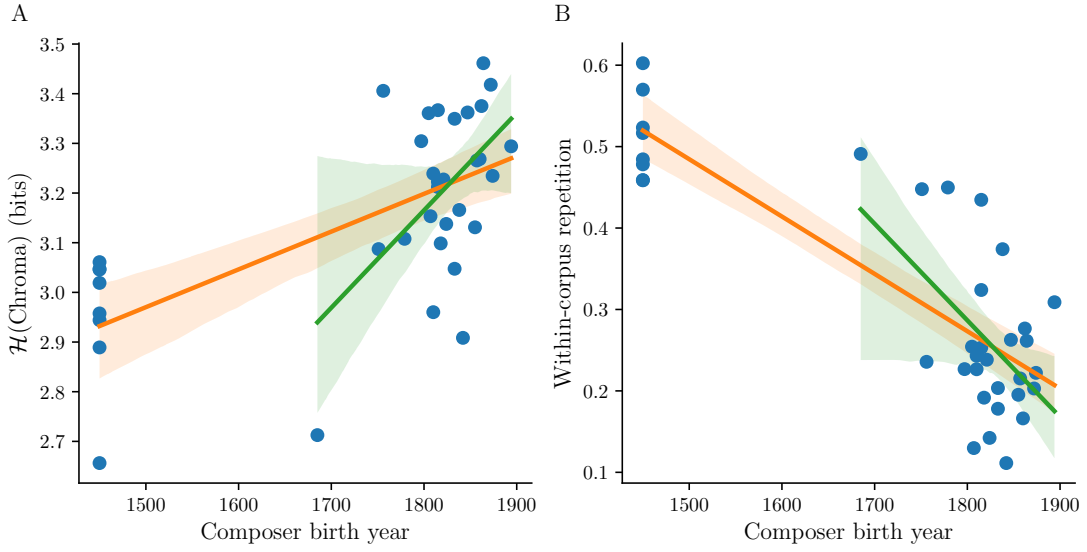 A
B
3.5
3.4
3.3
3.2
3.1
3.0
2.9
2.8
2.7
ℋ(Chroma) (bits)
1500 1600 1700 1800 1900
Composer birth year
0.6
0.5
0.4
0.3
0.2
0.1
Within-corpus repetition
1500 1600 1700 1800 1900
Composer birth year